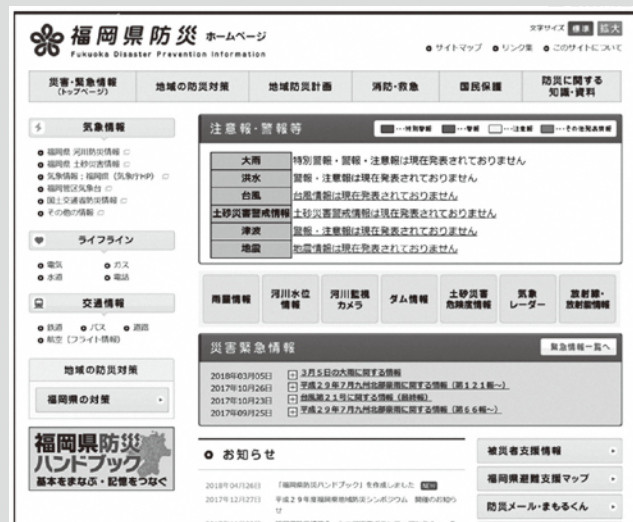 福岡県防災 ホームページ
Fukuoka Disaster Prevention Information
文字サイズ 標準 拡大
サイトマップ リンク集 このサイトについて
災害・緊急情報
(トップページ)
地域の防災対策
地域防災計画
消防・救急
国民保護
防災に関する
知識・資料
気象情報
福岡県 河川防災情報
福岡県 土砂災害情報
気象情報:福岡県(気象庁HP)
福岡管区気象台
国土交通省防災情報
その他の情報
ライフライン
電気 ガス
水道 電話
交通情報
鉄道 バス 道路
航空(フライト情報)
地域の防災対策
福岡県の対策
福岡県防災
ハンドブック
基本をまなぶ・記憶をつなぐ
注意報・警報等
…特別警報 …警報 …注意報 …その他発表情報
大雨 特別警報・警報・注意報は現在発表されておりません
洪水 警報・注意報は現在発表されておりません
台風 台風情報は現在発表されておりません
土砂災害警戒情報 土砂災害警戒情報は現在発表されておりません
津波 警報・注意報は現在発表されておりません
地震 地震情報は現在発表されておりません
雨量情報
河川水位
情報
河川監視
カメラ
ダム情報
土砂災害
危険度情報
気象
レーダー
放射線・
放射能情報
災害緊急情報
緊急情報一覧へ
2018年03月05日 3月5日の大雨に関する情報
2017年10月26日 平成29年7月九州北部豪雨に関する情報(第121報~)
2017年10月23日 台風第21号に関する情報(最終報)
2017年09月25日 平成29年7月九州北部豪雨に関する情報(第66報~)
お知らせ
2018年04月26日 「福岡県防災ハンドブック」を作成しました NEW
2017年12月27日 平成29年度福岡県地域防災シンポジウム 開催のお知ら
せ
被災者支援情報
福岡県避難支援マップ
防災メール・まもるくん